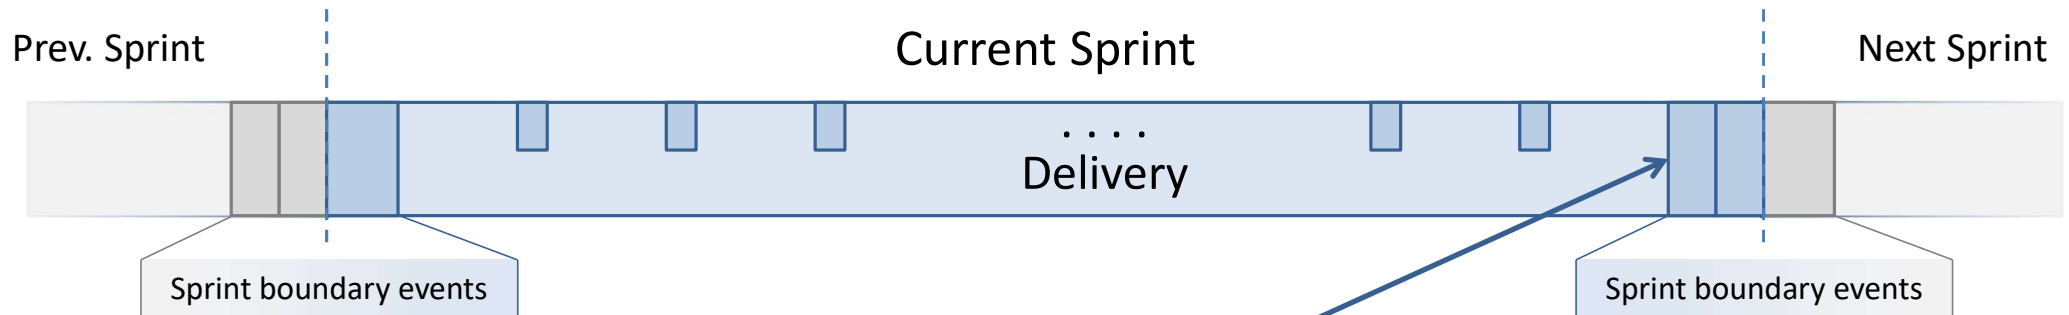 Prev. Sprint
Current Sprint
Next Sprint
. . . .
Delivery
Sprint boundary events
Sprint boundary events